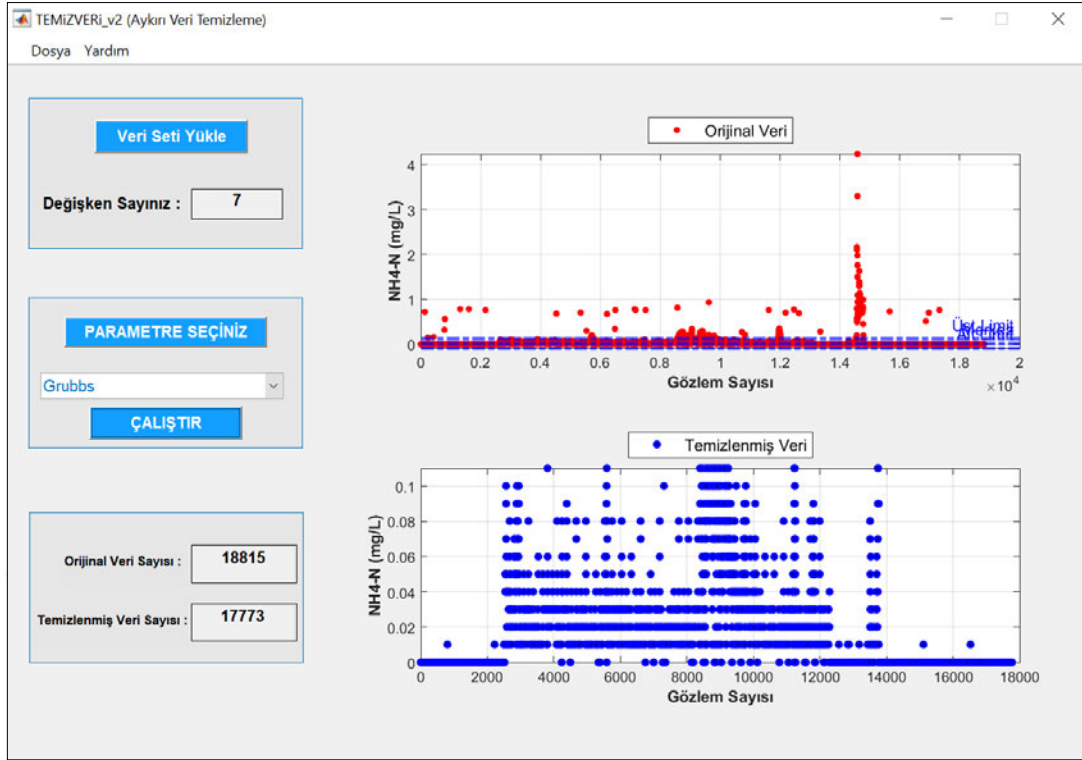 TEMiZVERi_v2 (Aykırı Veri Temizleme)
Dosya Yardım
Veri Seti Yükle
Değişken Sayınız : 7
PARAMETRE SEÇİNİZ
Grubbs
ÇALIŞTIR
Orijinal Veri Sayısı : 18815
Temizlenmiş Veri Sayısı : 17773
Orijinal Veri
NH4-N (mg/L)
4
3
2
1
0
Üst Limit
0 0.2 0.4 0.6 0.8 1 1.2 1.4 1.6 1.8 2
×10⁴
Gözlem Sayısı
Temizlenmiş Veri
NH4-N (mg/L)
0.1
0.08
0.06
0.04
0.02
0
0 2000 4000 6000 8000 10000 12000 14000 16000 18000
Gözlem Sayısı